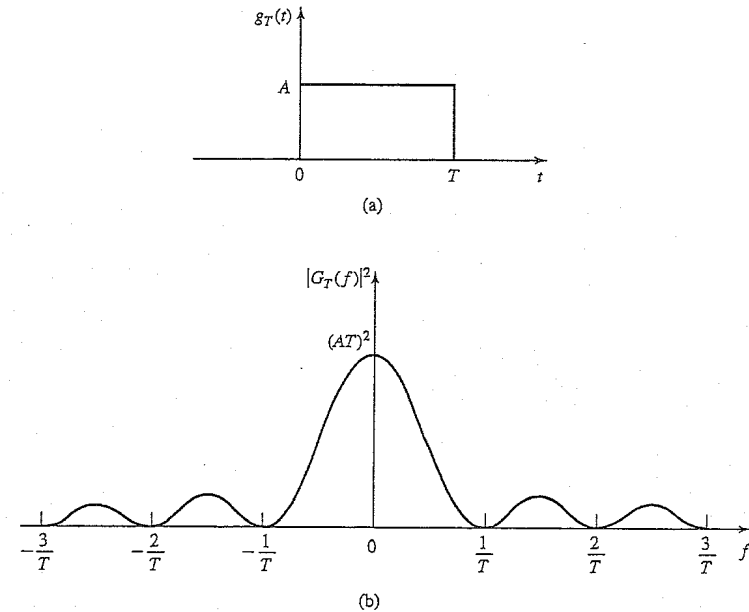 g_T(t)
A
0 T t
(a)
|G_T(f)|²
(AT)²
-3/T -2/T -1/T 0 1/T 2/T 3/T f
(b)